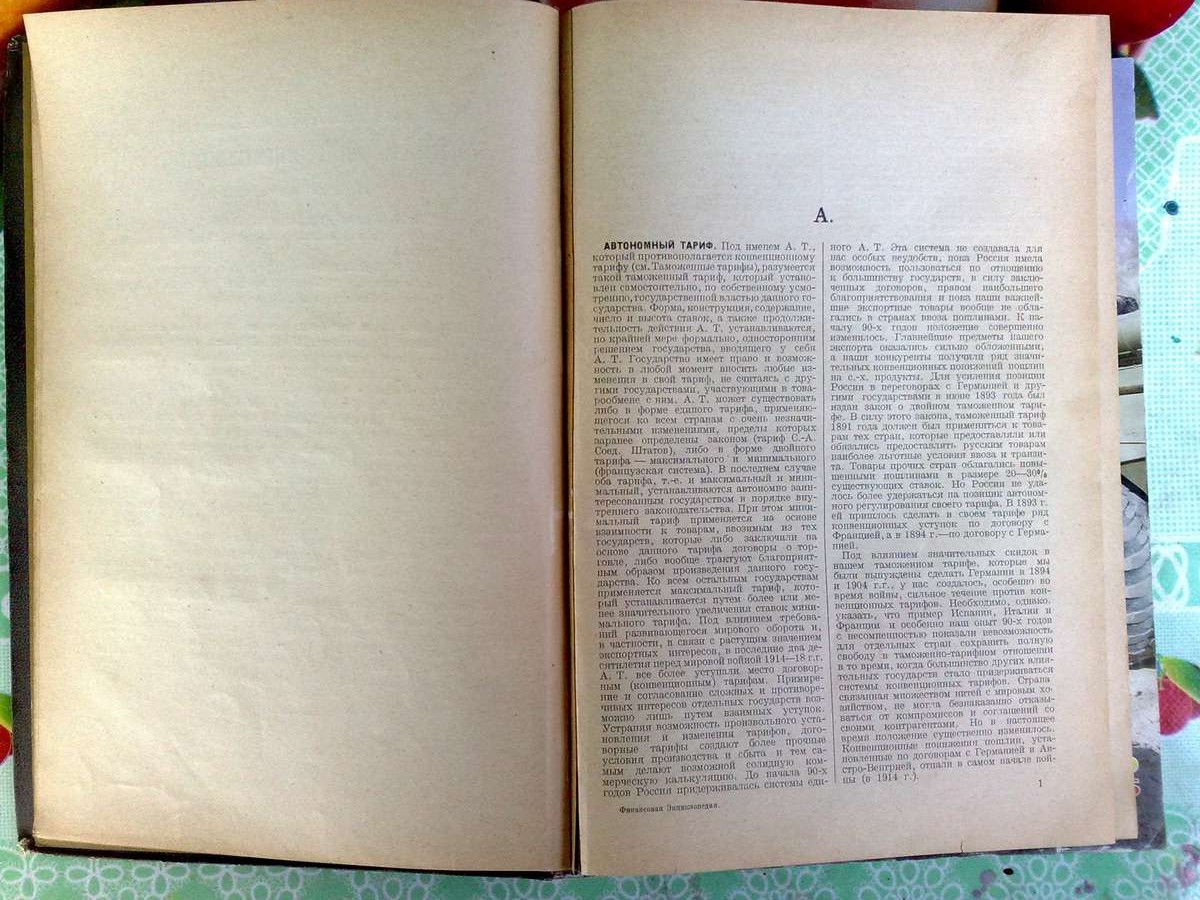 А.
АВТОНОМНЫЙ ТАРИФ. Под именем А. Т.,
который противополагается конвенционному
тарифу (см. Таможенные тарифы), разумеется
такой таможенный тариф, который уста-
влен самостоятельно, по собственному усмо-
трению, государственной властью данного го-
сударства. Форма, конструкция, содержание,
число и высота ставок, а также продолжи-
тельность действия А. Т. устанавливаются,
по крайней мере формально, односторонним
решением государства, вводящего у себя
А. Т. Государство имеет право и возмож-
ность в любой момент вносить любые из-
менения в свой тариф, не считаясь с дру-
гими государствами, участвующими в това-
рообмене с ним. А. Т. может существовать
либо в форме единого тарифа, применяю-
щегося ко всем странам с очень незначи-
тельными изменениями, пределы которых
заранее определены законом (тариф С.-А.
Соед. Штатов), либо в форме двойного
тарифа — максимального и минимального
(французская система). В последнем случае
оба тарифа, т.-е. и максимальный и мини-
мальный, устанавливаются автономно заин-
тересованным государством в порядке вну-
треннего законодательства. При этом мини-
мальный тариф применяется на основе
взаимности к товарам, ввозимым из тех
государств, которые либо заключили на
основе данного тарифа договоры о тор-
говле, либо вообще трактуют благоприят-
ным образом произведения данного госу-
дарства. Ко всем остальным государствам
применяется максимальный тариф, кото-
рый устанавливается путем более или ме-
нее значительного увеличения ставок мини-
мального тарифа. Под влиянием требова-
ний развивающегося мирового оборота и,
в частности, в связи с растущим значением
экспортных интересов, в последние два де-
сятилетия перед мировой войной 1914—18 г.г.
А. Т. все более уступали место договор-
ным (конвенционным) тарифам. Примире-
ние и согласование сложных и противоре-
чивых интересов отдельных государств воз-
можно лишь путем взаимных уступок.
Устраняя возможность произвольного уста-
новления и изменения тарифов, дого-
ворные тарифы создают более прочные
условия производства и сбыта и тем са-
мым делают возможной солидную ком-
мерческую калькуляцию. До начала 90-х
годов Россия придерживалась системы еди-
Финансовая Энциклопедия.
ного А. Т. Эта система не создавала для
нас особых неудобств, пока Россия имела
возможность пользоваться по отношению
к большинству государств, в силу заклю-
ченных договоров, правом наибольшего
благоприятствования и пока наши важней-
шие экспортные товары вообще не обла-
гались в странах ввоза пошлинами. К на-
чалу 90-х годов положение совершенно
изменилось. Главнейшие предметы нашего
экспорта оказались сильно обложенными,
а наши конкуренты получили ряд значи-
тельных конвенционных понижений пошлин
на с.-х. продукты. Для усиления позиции
России в переговорах с Германией и дру-
гими государствами в июне 1893 года был
издан закон о двойном таможенном тари-
фе. В силу этого закона, таможенный тариф
1891 года должен был применяться к това-
рам тех стран, которые предоставляли или
обязались предоставить русским товарам
наиболее льготные условия ввоза и транзи-
та. Товары прочих стран облагались повы-
шенными пошлинами в размере 20—30%
существующих ставок. Но России не уда-
лось более удержаться на позиции автоном-
ного регулирования своего тарифа. В 1893 г.
ей пришлось сделать в своем тарифе ряд
конвенционных уступок по договору с
Францией, а в 1894 г.—по договору с Герма-
нией.
Под влиянием значительных скидок в
нашем таможенном тарифе, которые мы
были вынуждены сделать Германии в 1894
и 1904 г.г., у нас создалось, особенно во
время войны, сильное течение против кон-
венционных тарифов. Необходимо, однако,
указать, что пример Испании, Италии и
Франции и особенно наш опыт 90-х годов
с несомненностью показали невозможность
для отдельных стран сохранить полную
свободу в таможенно-тарифном отношении
в то время, когда большинство других влия-
тельных государств стало придерживаться
системы конвенционных тарифов. Страна
связанная множеством нитей с мировым хо-
зяйством, не могла безнаказанно отказы-
ваться от компромиссов и соглашений со
своими контрагентами. Но в настоящее
время положение существенно изменилось.
Конвенционные понижения пошлин, уста-
новленные по договорам с Германией и Ав-
стро-Венгрией, отпали в самом начале вой-
ны (в 1914 г.).
1